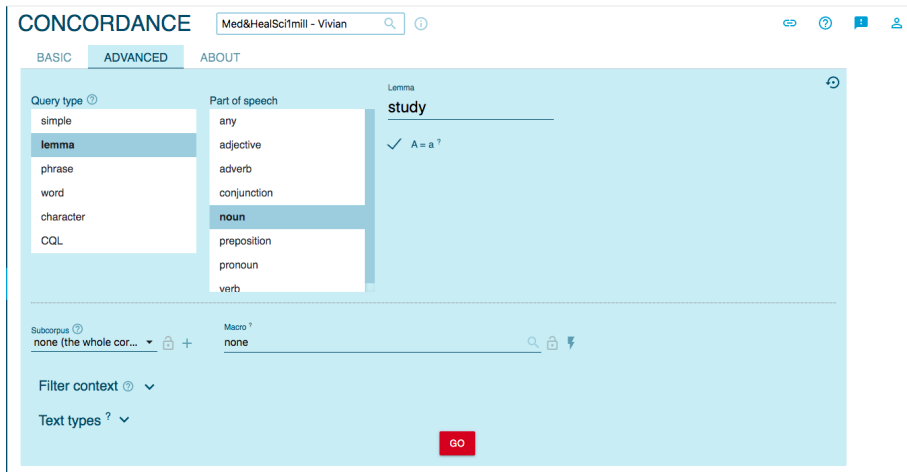 CONCORDANCE Med&HealSci1mill - Vivian
BASIC ADVANCED ABOUT
Query type ?
simple
lemma
phrase
word
character
CQL
Part of speech
any
adjective
adverb
conjunction
noun
preposition
pronoun
verb
Lemma
study
A = a ?
Subcorpus ?
none (the whole cor...
Macro ?
none
Filter context ?
Text types ?
GO